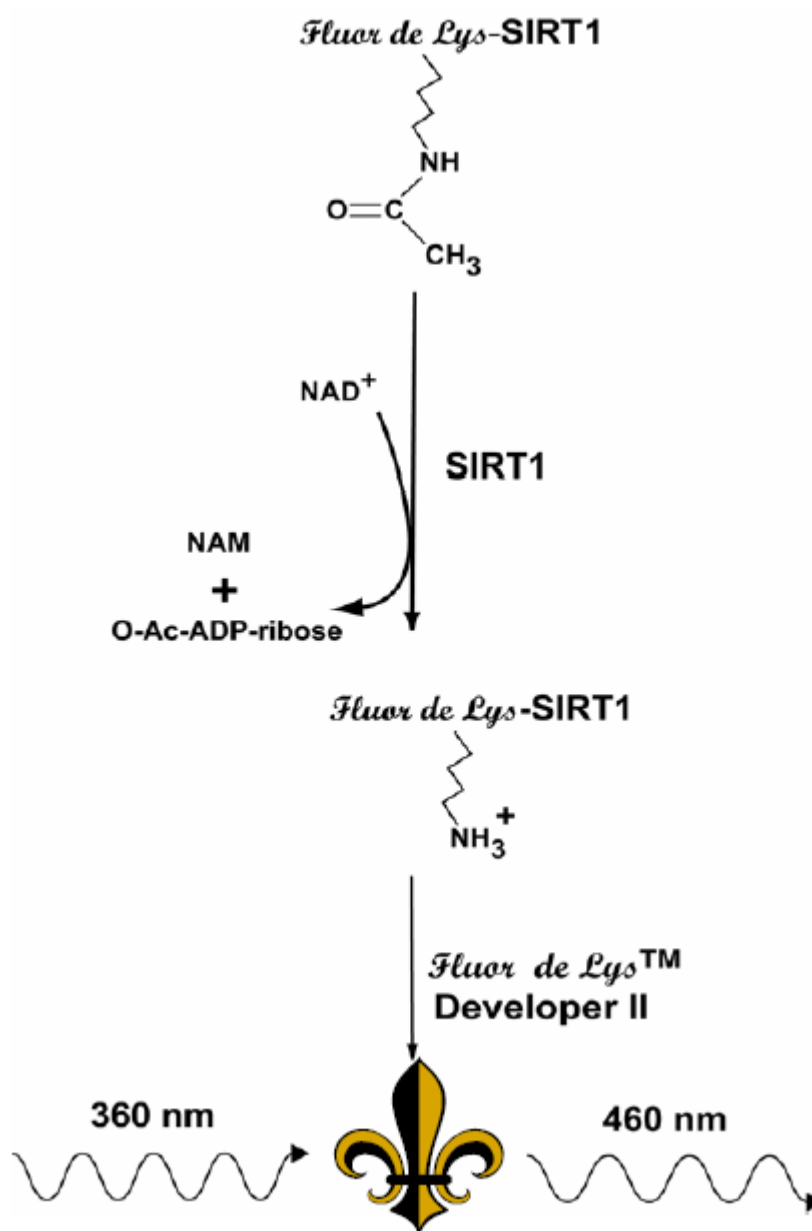 Fluor de Lys-SIRT1
NH
O=C
CH3
NAD+
SIRT1
NAM
+
O-Ac-ADP-ribose
Fluor de Lys-SIRT1
+
NH3
Fluor de Lys™
Developer II
360 nm
460 nm